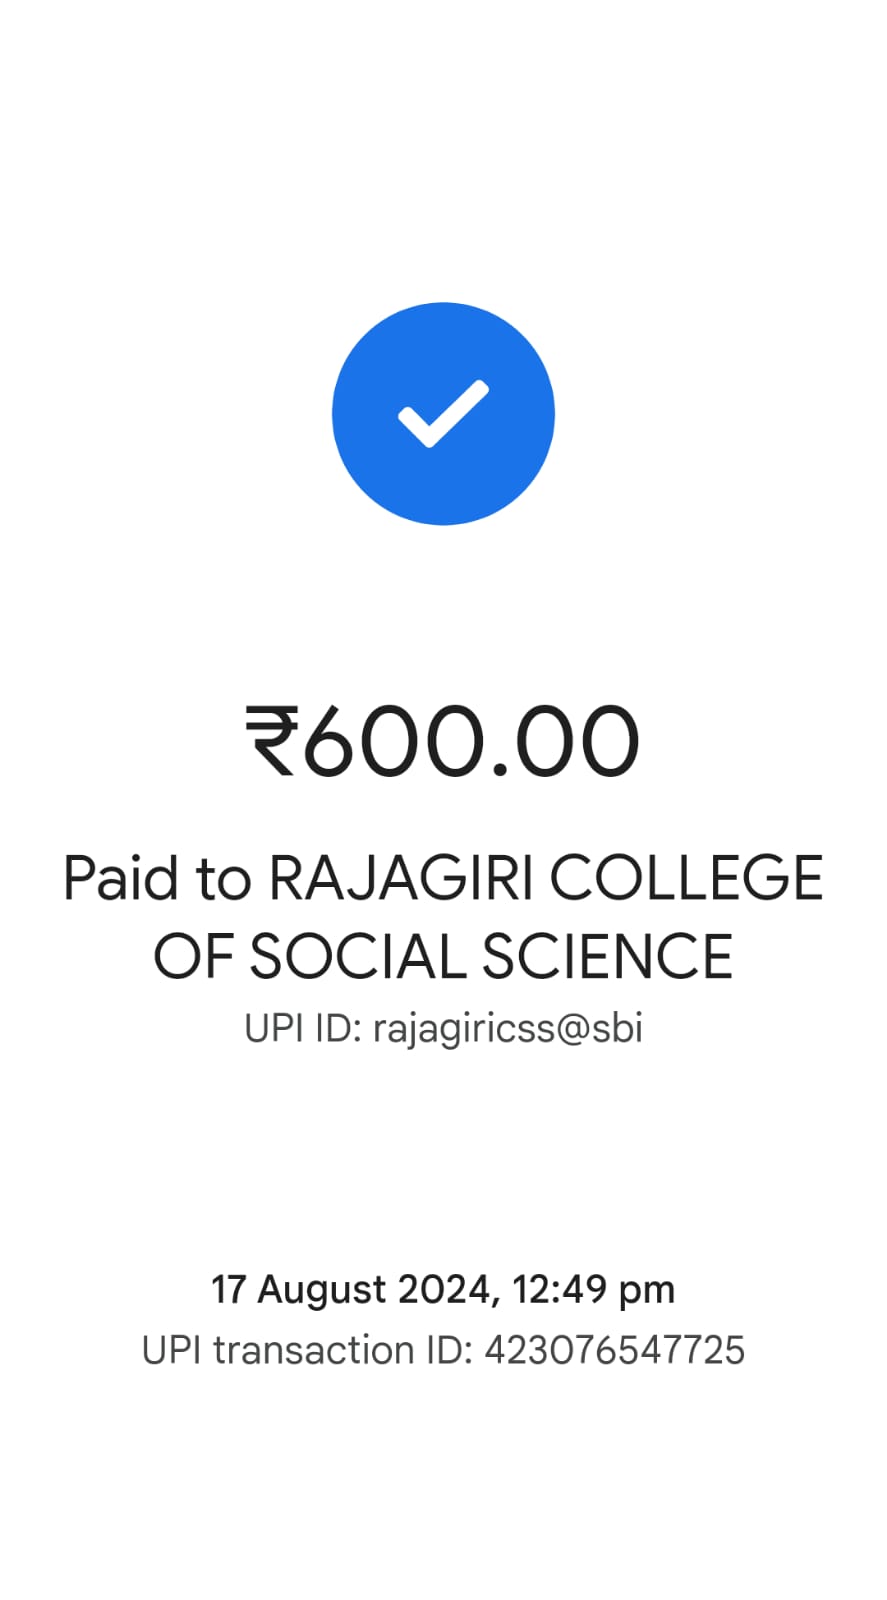 ₹600.00
Paid to RAJAGIRI COLLEGE
OF SOCIAL SCIENCE
UPI ID: rajagiricss@sbi
17 August 2024, 12:49 pm
UPI transaction ID: 423076547725